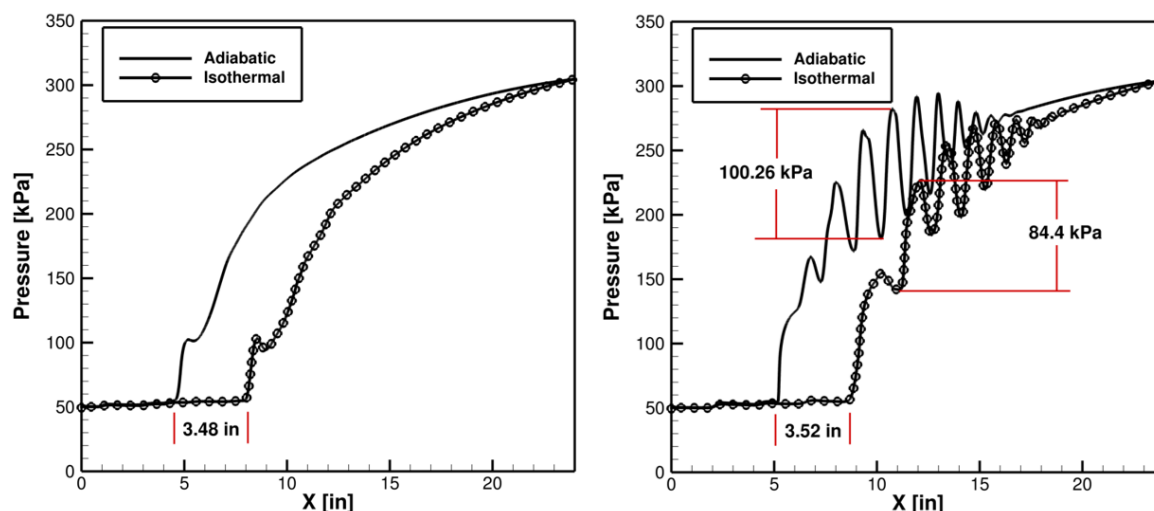 350
300
250
200
150
100
50
0
Pressure [kPa]
Adiabatic
Isothermal
3.48 in
0 5 10 15 20
X [in]
350
300
250
200
150
100
50
0
Pressure [kPa]
Adiabatic
Isothermal
100.26 kPa
84.4 kPa
3.52 in
0 5 10 15 20
X [in]